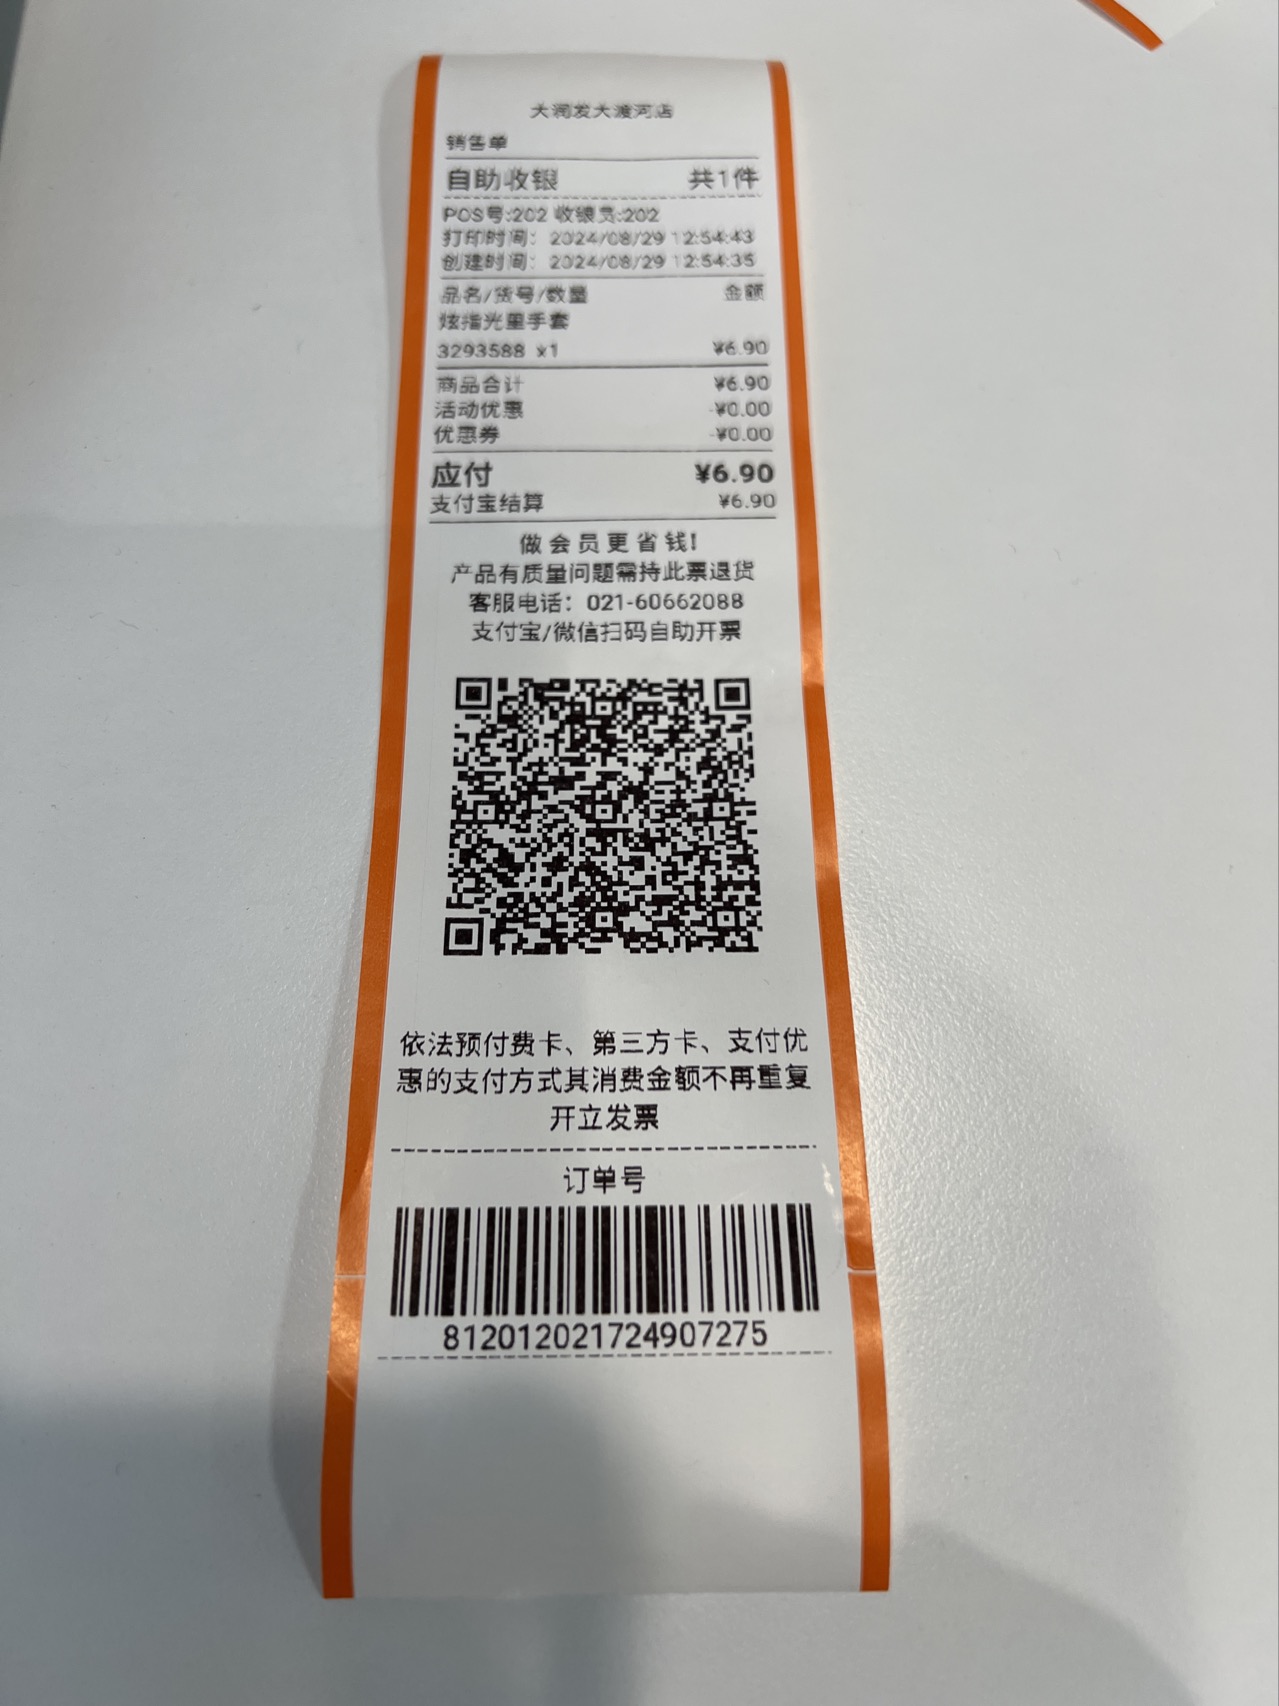 大润发大渡河店
销售单
自助收银 共1件
POS号:202 收银员:202
打印时间: 2024/08/29 12:54:43
创建时间: 2024/08/29 12:54:35
品名/货号/数量 金额
炫指光里手套
3293588 x1 ¥6.90
商品合计 ¥6.90
活动优惠 -¥0.00
优惠券 -¥0.00
应付 ¥6.90
支付宝结算 ¥6.90
做会员更省钱!
产品有质量问题需持此票退货
客服电话: 021-60662088
支付宝/微信扫码自助开票
依法预付费卡、第三方卡、支付优
惠的支付方式其消费金额不再重复
开立发票
订单号
812012021724907275